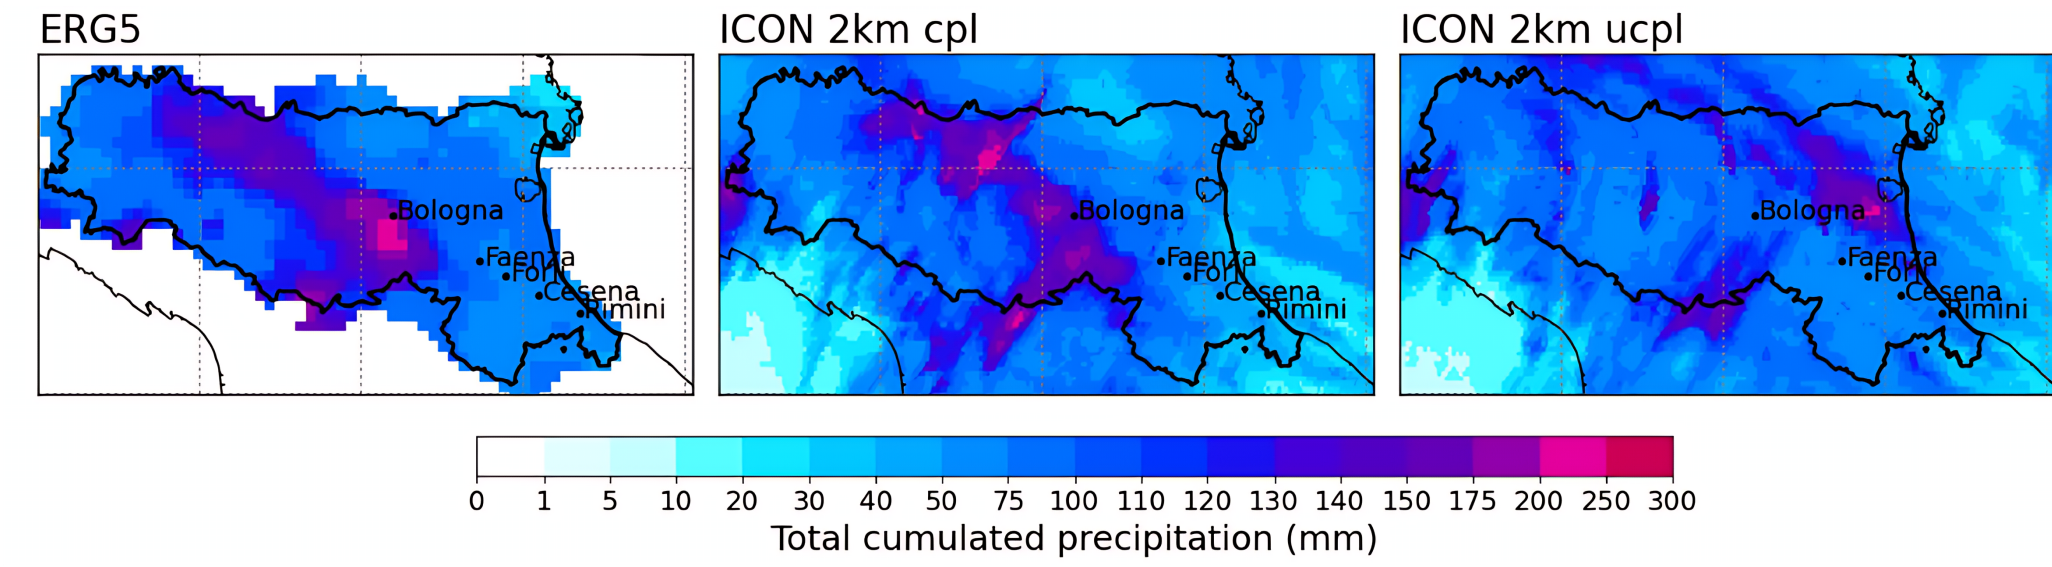 ERG5
ICON 2km cpl
ICON 2km ucpl
Bologna
Faenza
Forlì
Cesena
Rimini
Bologna
Faenza
Forlì
Cesena
Rimini
Bologna
Faenza
Forlì
Cesena
Rimini
0 1 5 10 20 30 40 50 75 100 110 120 130 140 150 175 200 250 300
Total cumulated precipitation (mm)